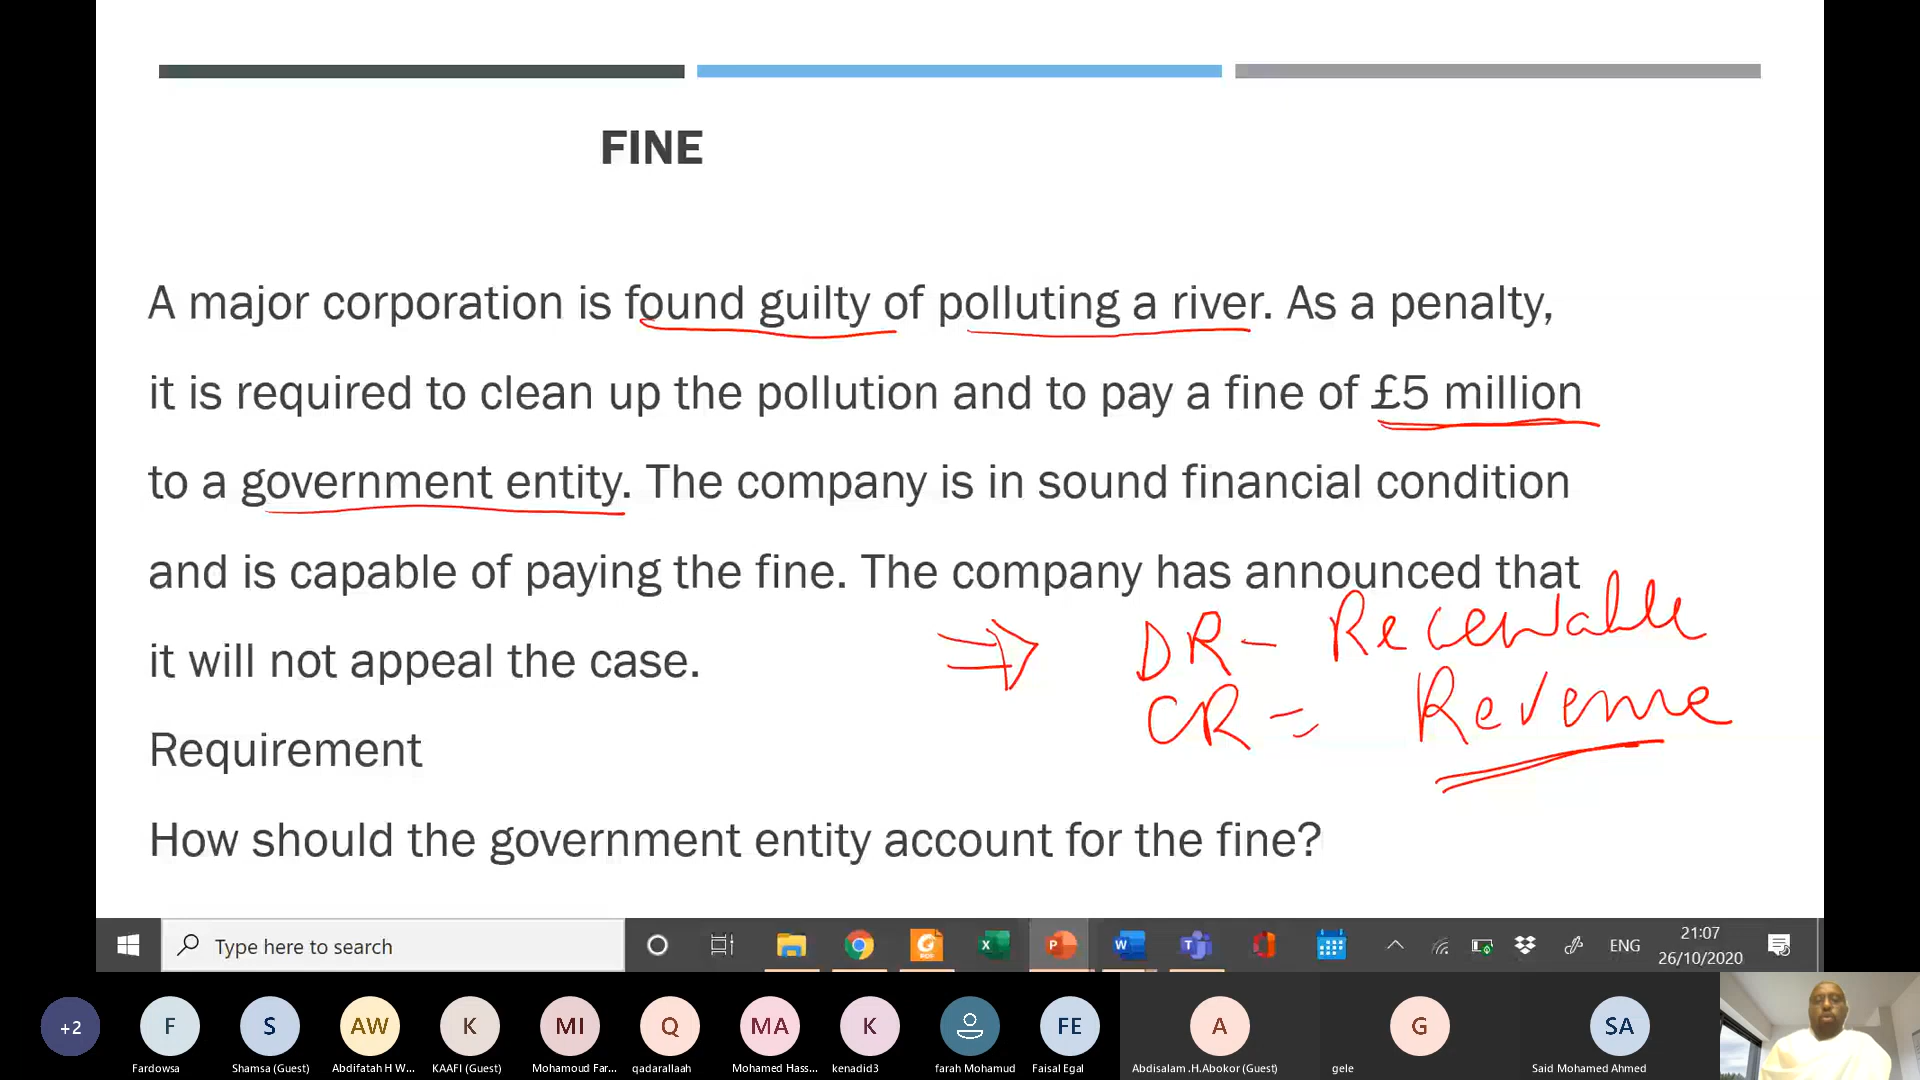 FINE
A major corporation is found guilty of polluting a river. As a penalty,
it is required to clean up the pollution and to pay a fine of £5 million
to a government entity. The company is in sound financial condition
and is capable of paying the fine. The company has announced that
it will not appeal the case.
DR - Receivable
CR = Revenue
Requirement
How should the government entity account for the fine?
Type here to search
ENG
21:07
26/10/2020
+2
F
S
AW
K
MI
Q
MA
K
FE
A
G
SA
Fardowsa
Shamsa (Guest)
Abdifatah H W...
KAAFI (Guest)
Mohamoud Far...
qadarallaah
Mohamed Hass...
kenadid3
farah Mohamud
Faisal Egal
Abdisalam .H.Abokor (Guest)
gele
Said Mohamed Ahmed